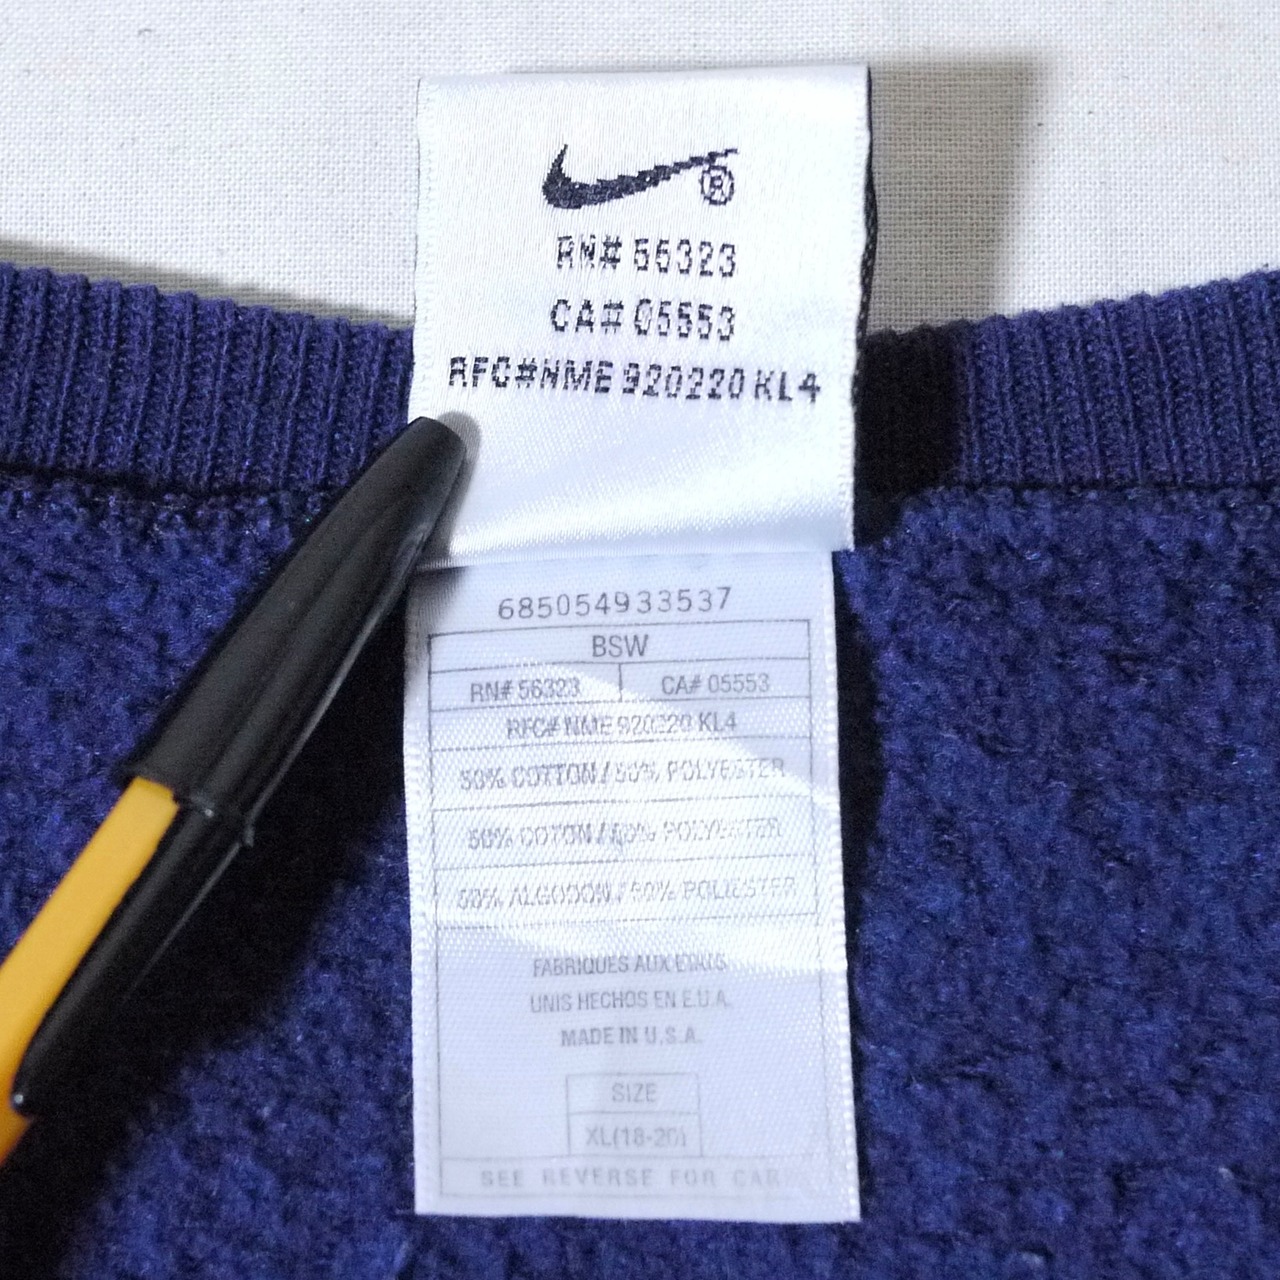 ®
RN# 56323
CA# 05553
RFC#NME 920220 KL4
685054933537
BSW
RN# 56323 CA# 05553
RFC# NME 920220 KL4
50% COTTON / 50% POLYESTER
50% COTON / 50% POLYESTER
50% ALGODON / 50% POLIESTER
FABRIQUES AUX ETATS
UNIS HECHOS EN E.U.A.
MADE IN U.S.A.
SIZE
XL(18-20)
SEE REVERSE FOR CARE